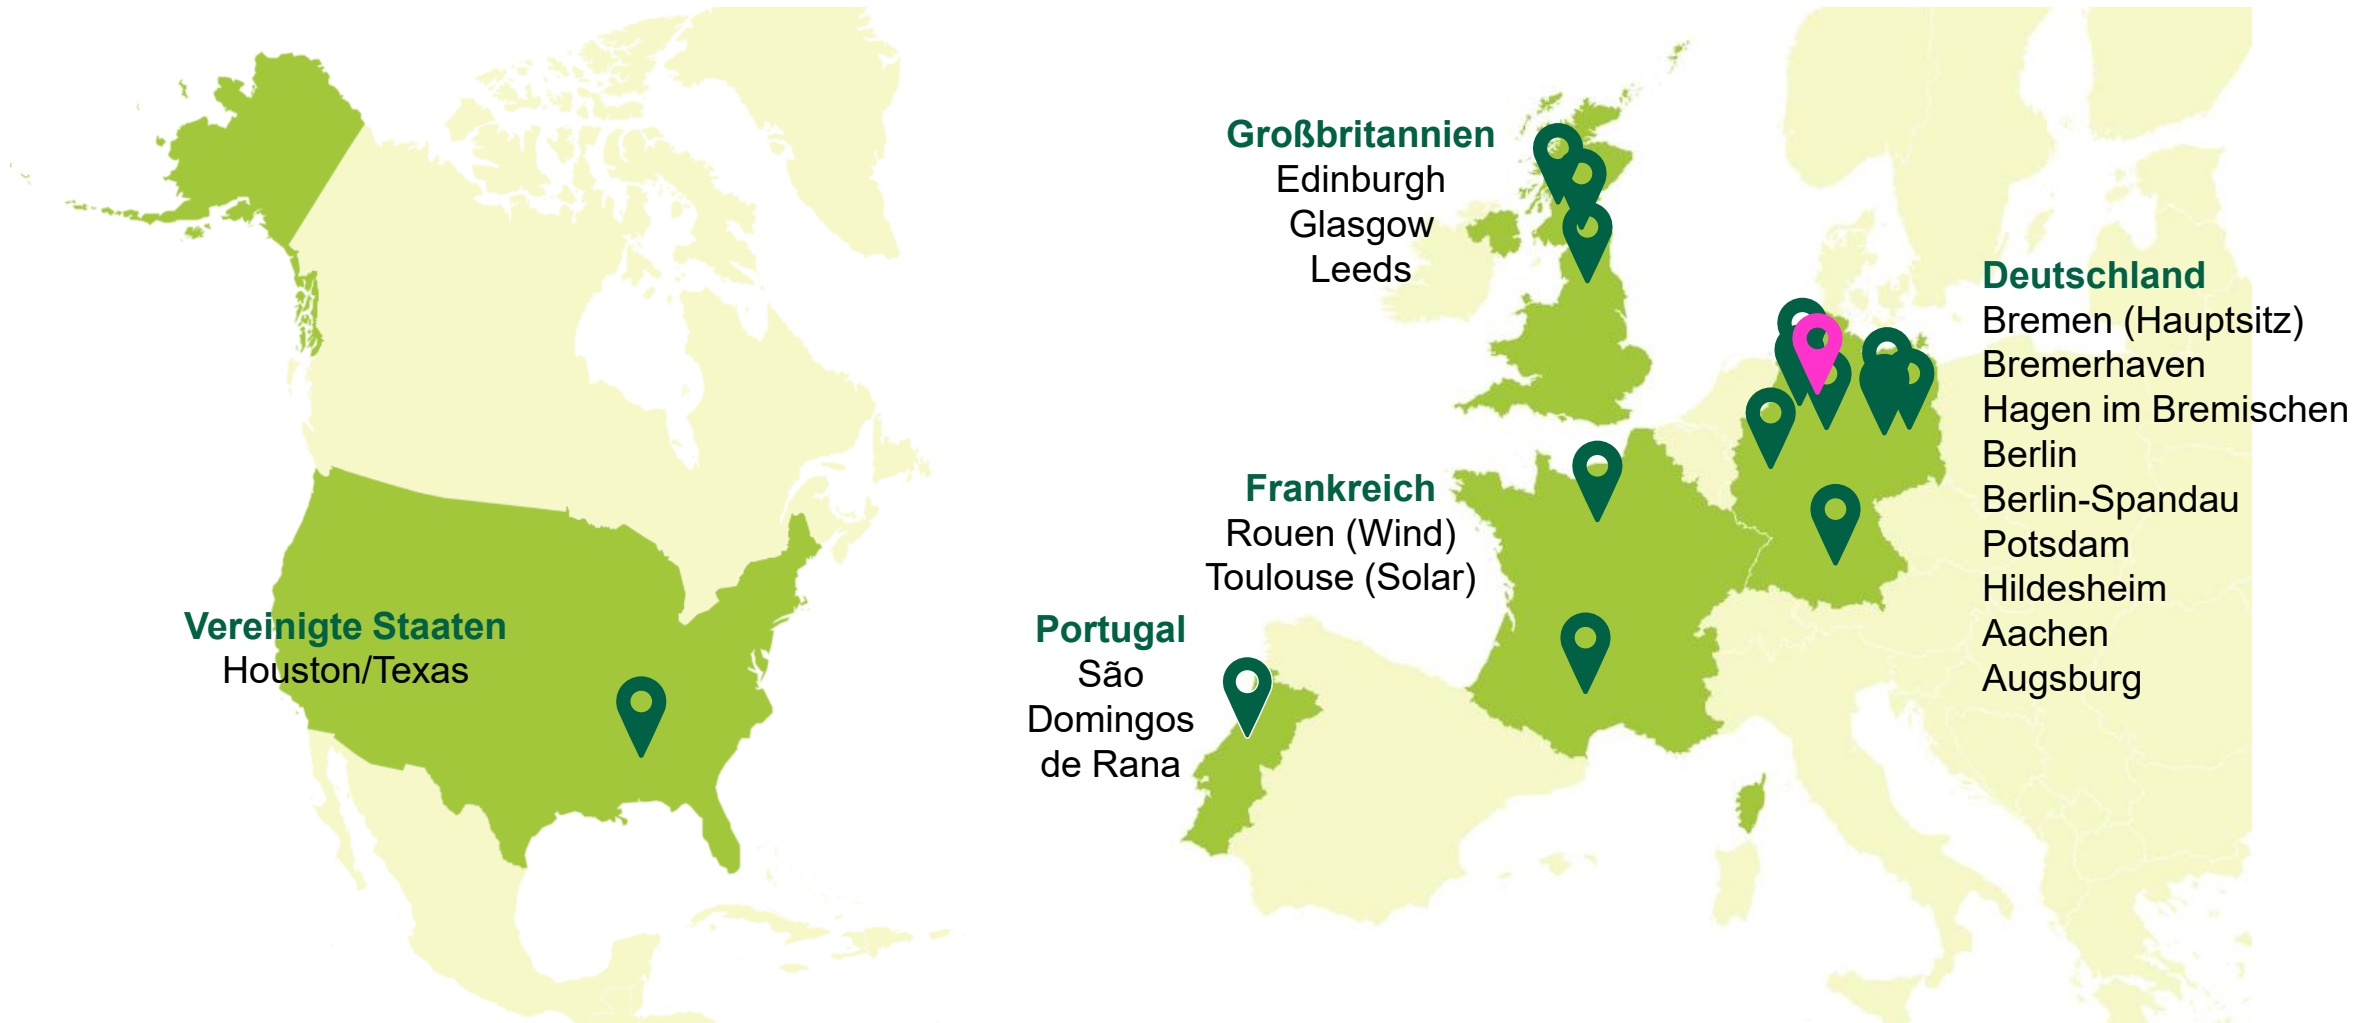 Großbritannien
Edinburgh
Glasgow
Leeds
Deutschland
Bremen (Hauptsitz)
Bremerhaven
Hagen im Bremischen
Berlin
Berlin-Spandau
Potsdam
Hildesheim
Aachen
Augsburg
Frankreich
Rouen (Wind)
Toulouse (Solar)
Vereinigte Staaten
Houston/Texas
Portugal
São
Domingos
de Rana